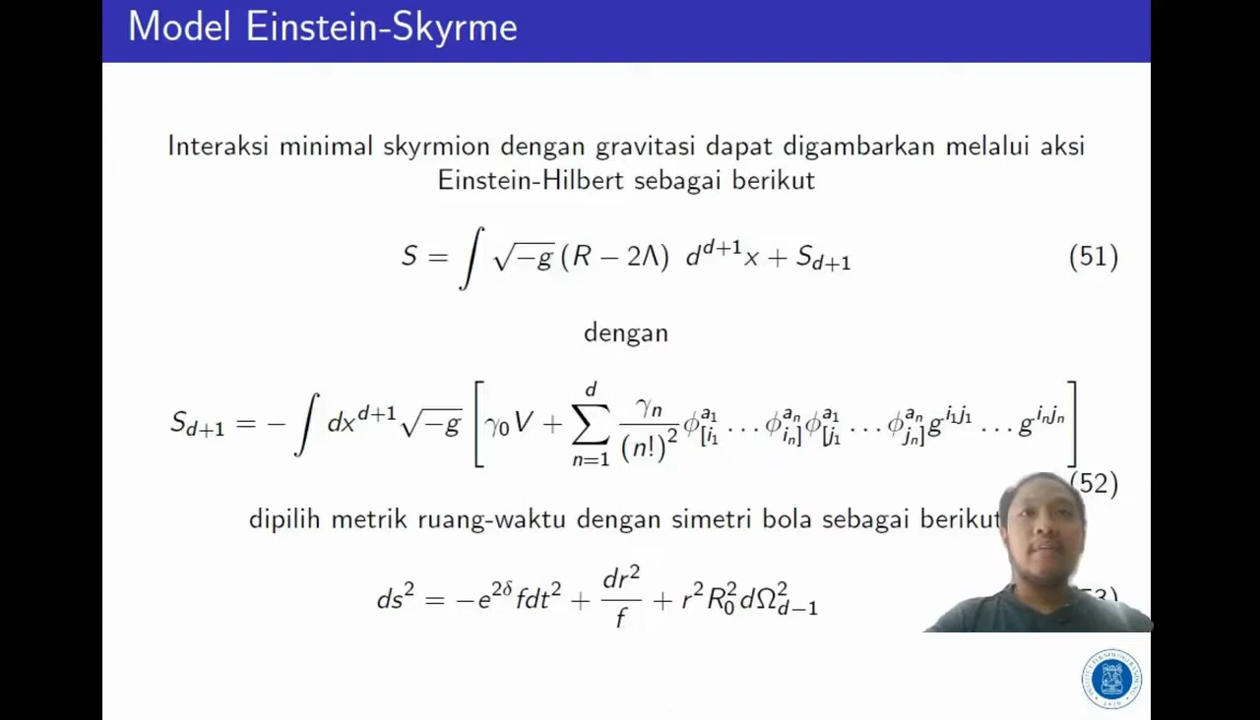 Model Einstein-Skyrme
Interaksi minimal skyrmion dengan gravitasi dapat digambarkan melalui aksi
Einstein-Hilbert sebagai berikut
S = ∫ √−g (R − 2Λ) d^{d+1}x + S_{d+1} (51)
dengan
S_{d+1} = − ∫ dx^{d+1} √−g [ γ_0 V + ∑_{n=1}^{d} γ_n/(n!)^2 φ^{a_1}_{[i_1} … φ^{a_n}_{i_n]} φ^{a_1}_{[j_1} … φ^{a_n}_{j_n]} g^{i_1 j_1} … g^{i_n j_n} ]
(52)
dipilih metrik ruang-waktu dengan simetri bola sebagai berikut
ds^2 = −e^{2δ} f dt^2 + dr^2/f + r^2 R_0^2 dΩ^2_{d−1}